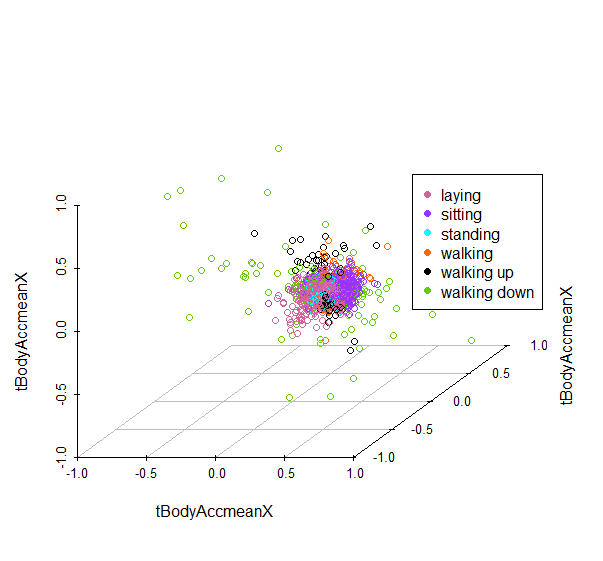 laying
sitting
standing
walking
walking up
walking down
tBodyAccmeanX
-1.0 -0.5 0.0 0.5 1.0
tBodyAccmeanX
1.0
0.5
0.0
-0.5
-1.0
-1.0 -0.5 0.0 0.5 1.0
tBodyAccmeanX